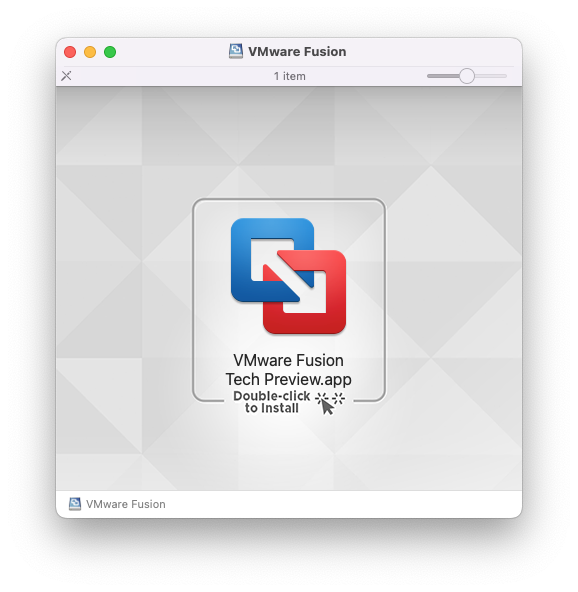 VMware Fusion
1 item
VMware Fusion
Tech Preview.app
Double-click
to Install
VMware Fusion